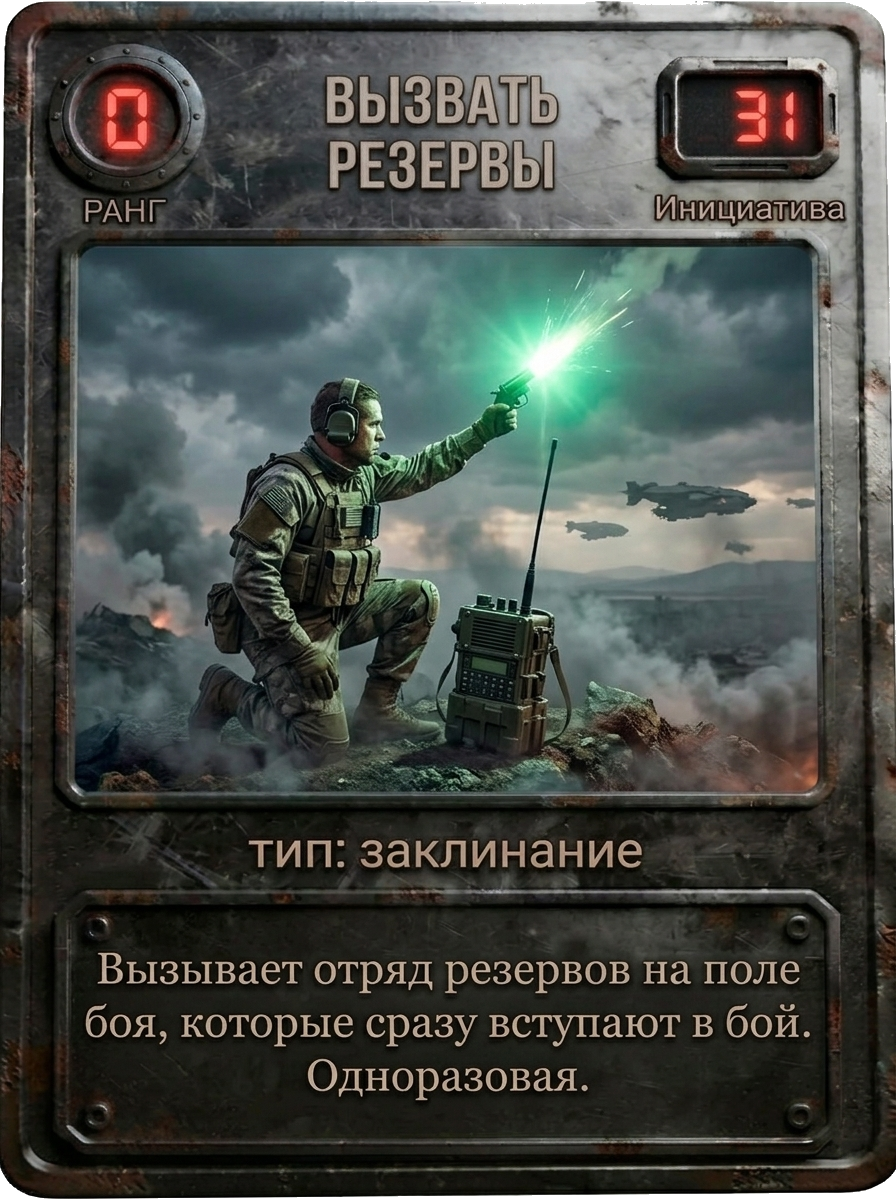 0
ВЫЗВАТЬ
РЕЗЕРВЫ
31
РАНГ
Инициатива
тип: заклинание
Вызывает отряд резервов на поле
боя, которые сразу вступают в бой.
Одноразовая.